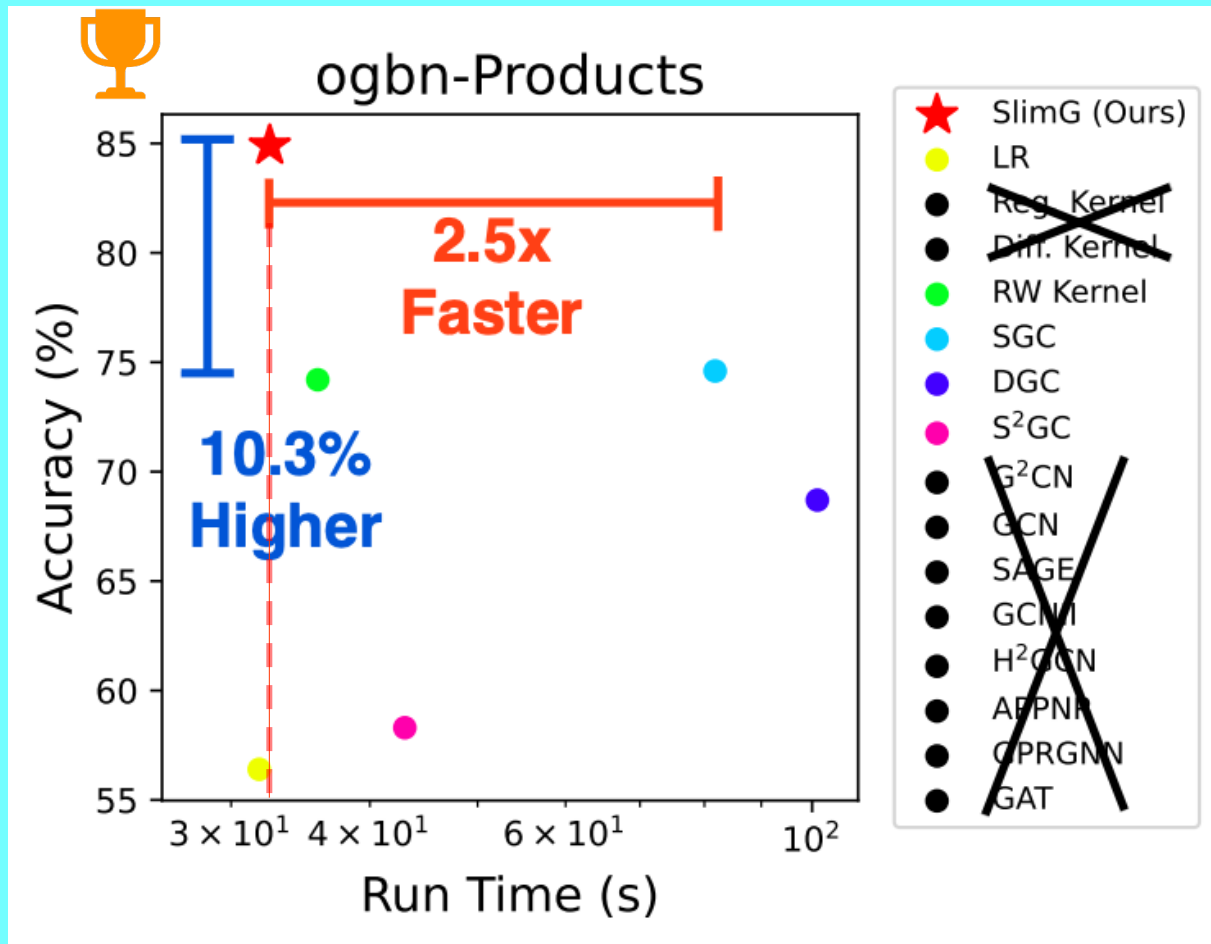 ogbn-Products
85
80
75
70
65
60
55
Accuracy (%)
2.5x
Faster
10.3%
Higher
3 × 10¹ 4 × 10¹ 6 × 10¹ 10²
Run Time (s)
SlimG (Ours)
LR
Reg. Kernel
Diff. Kernel
RW Kernel
SGC
DGC
S²GC
G²CN
GCN
SAGE
GCNII
H²GCN
APPNP
GPRGNN
GAT